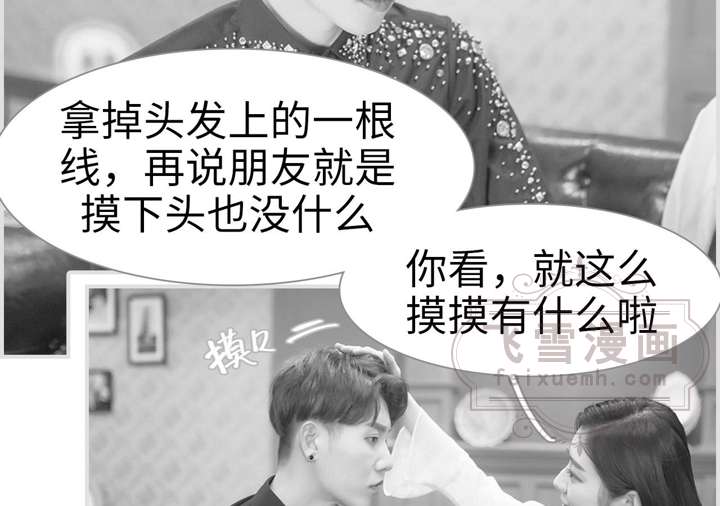 拿掉头发上的一根
线，再说朋友就是
摸下头也没什么
你看，就这么
摸摸有什么啦
飞雪漫画
feixuemh.com
摸